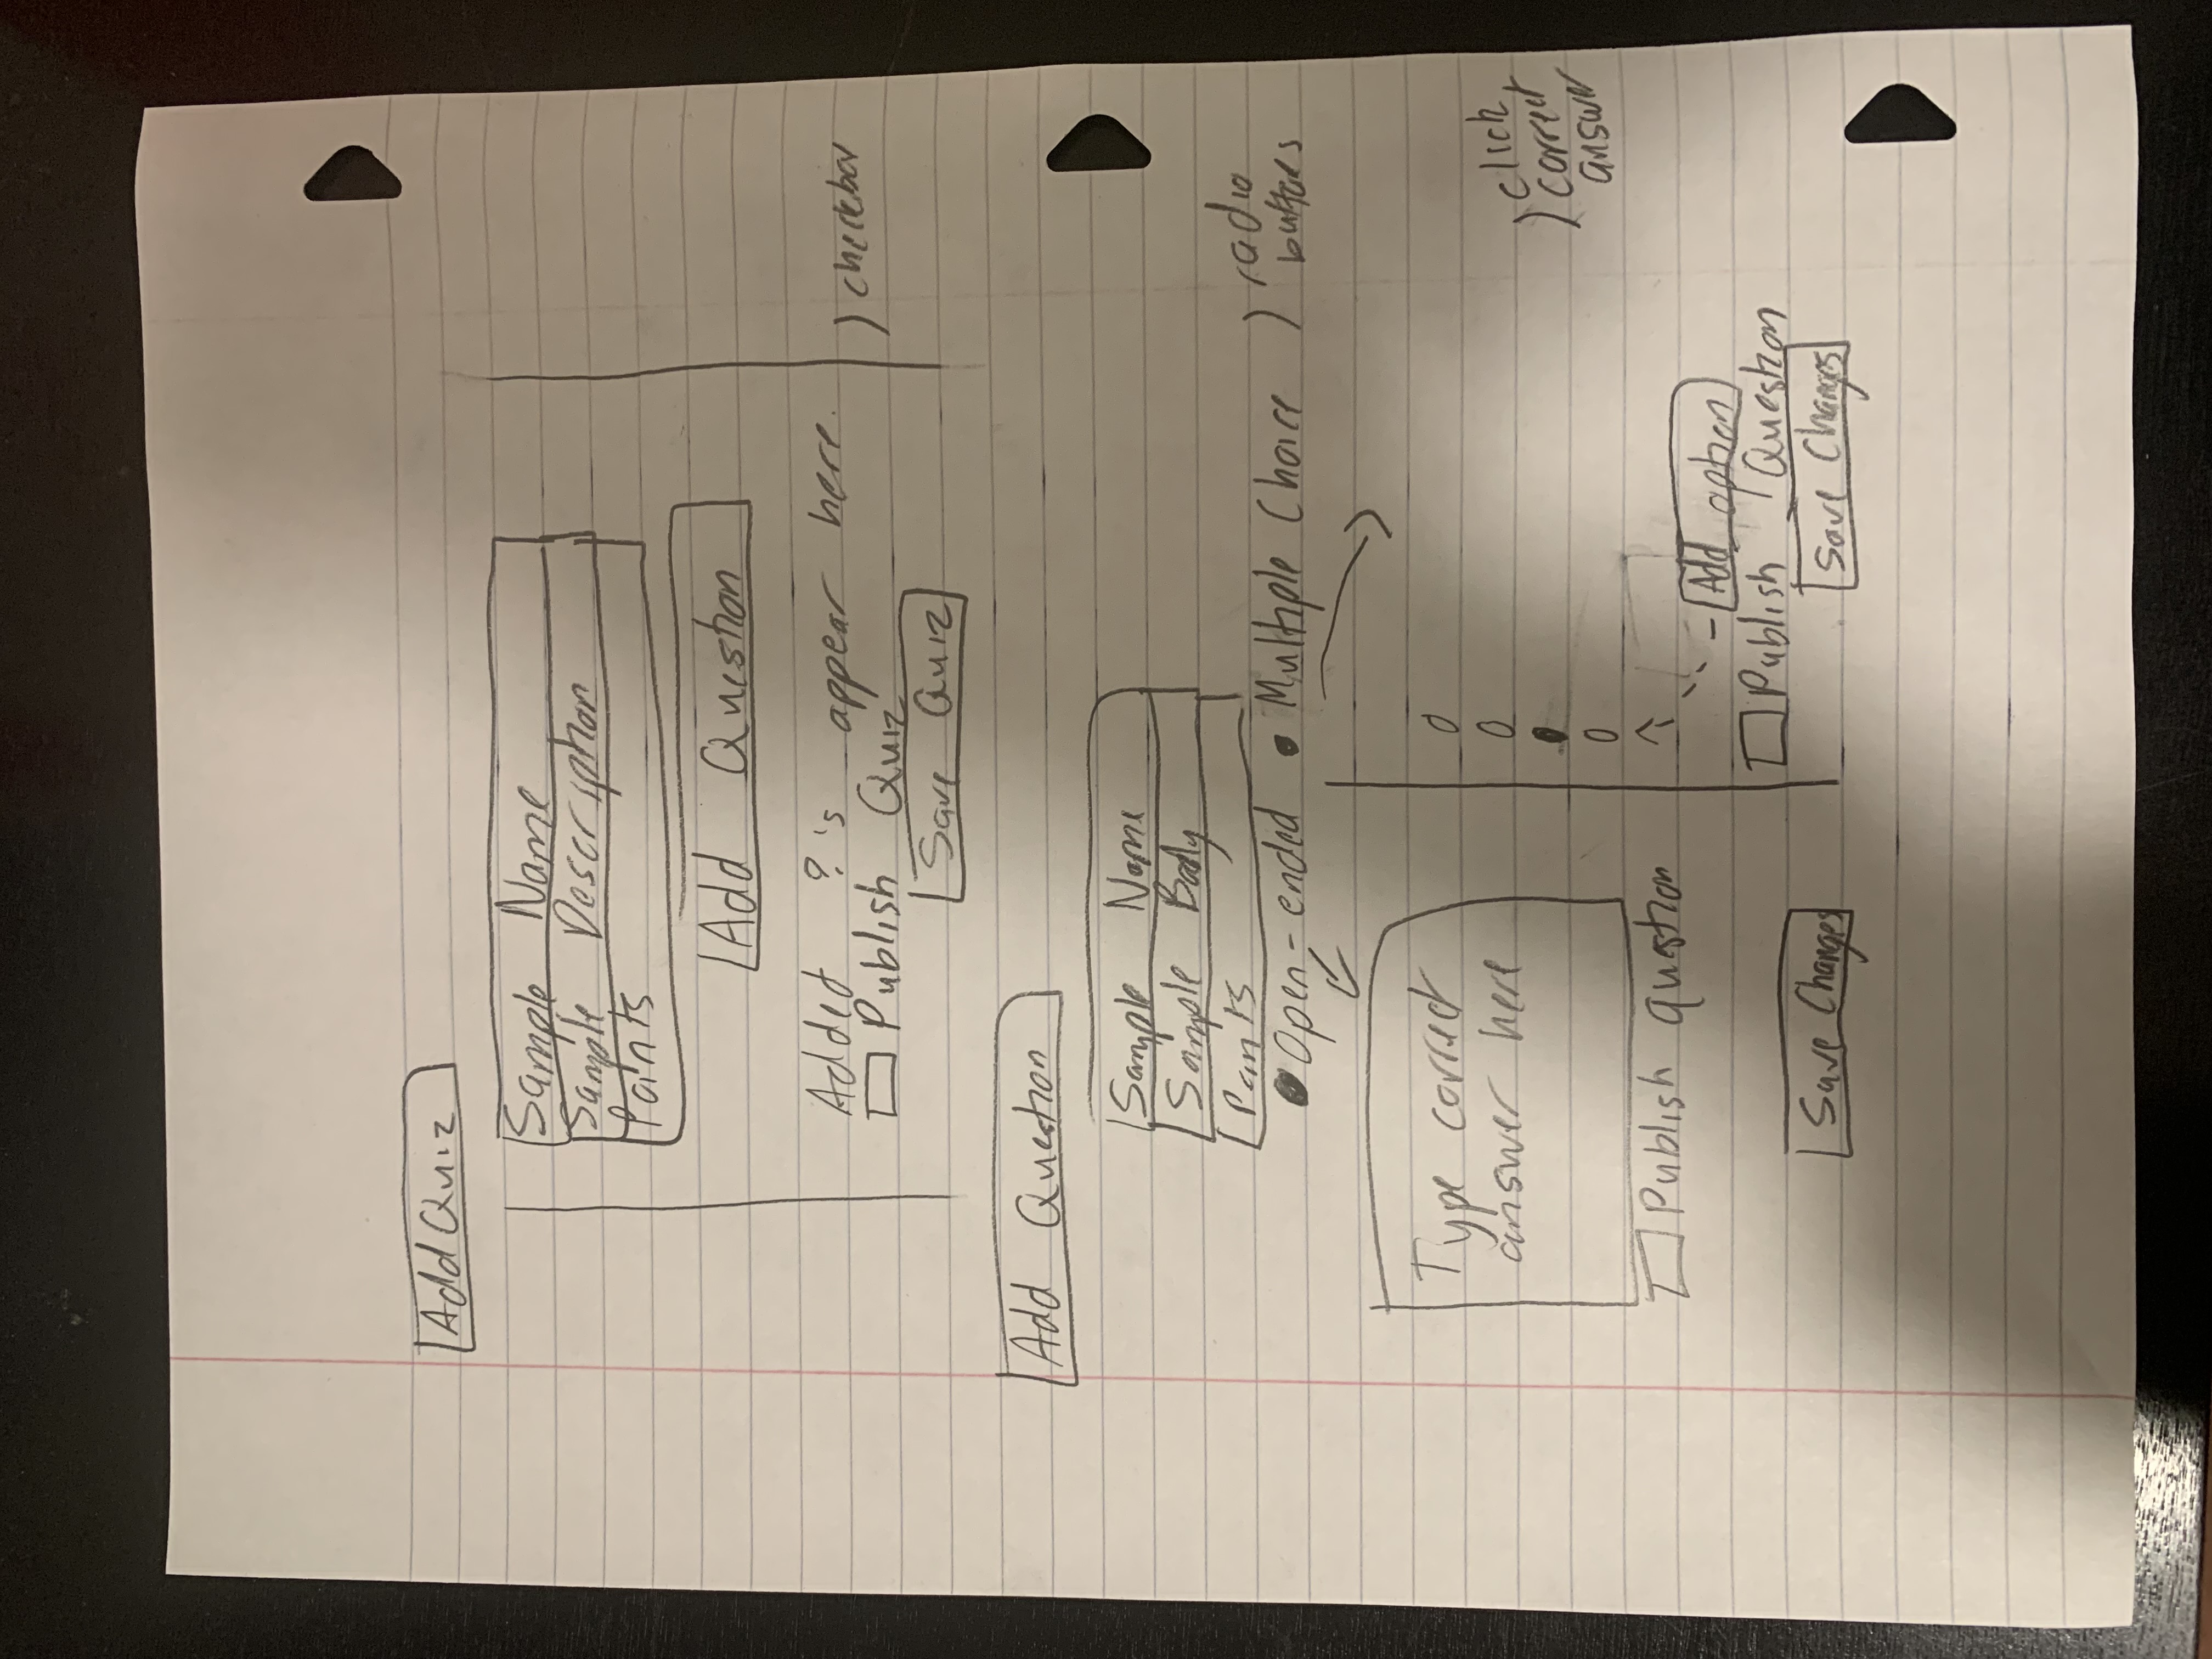 Add Quiz
Sample Name
Sample Description
Points
Add Question
Added ?'s appear here.
Publish Quiz
) checkbox
Save Quiz
Add Question
Sample Name
Sample Body
Points
Open-ended
Multiple Choice
) radio
buttons
Type correct
answer here
) click
correct
answer
Publish question
Add option
Publish Question
Save Changes
Save Changes